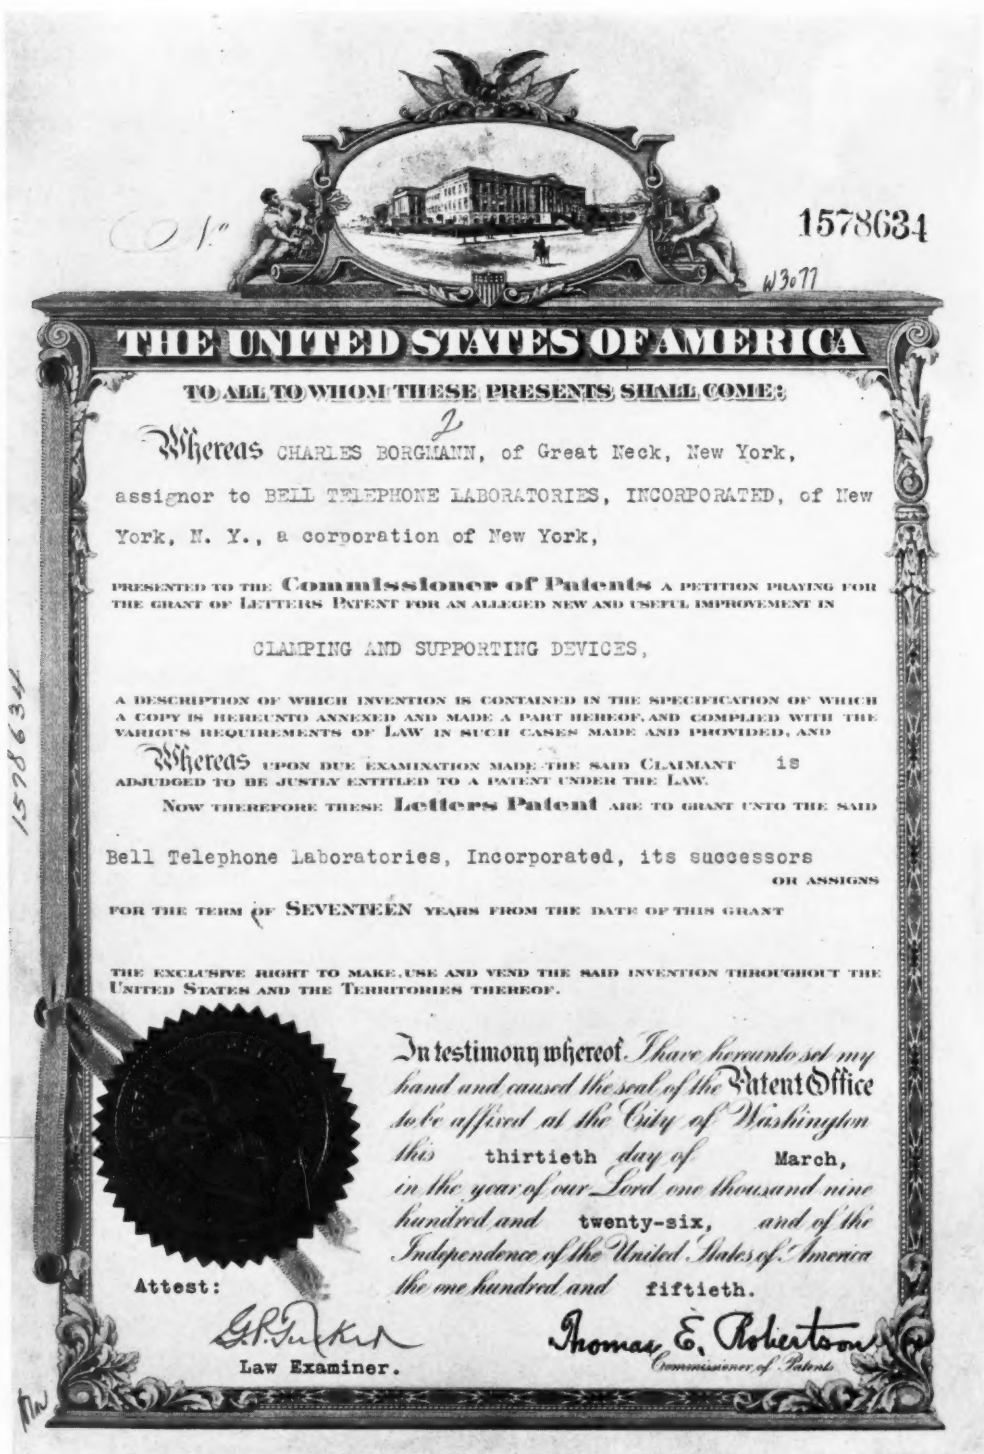 No.
1578634
W3077
THE UNITED STATES OF AMERICA
TO ALL TO WHOM THESE PRESENTS SHALL COME:
2
Whereas CHARLES BORGMANN, of Great Neck, New York,
assignor to BELL TELEPHONE LABORATORIES, INCORPORATED, of New
York, N. Y., a corporation of New York,
PRESENTED TO THE Commissioner of Patents A PETITION PRAYING FOR
THE GRANT OF LETTERS PATENT FOR AN ALLEGED NEW AND USEFUL IMPROVEMENT IN
CLAMPING AND SUPPORTING DEVICES,
A DESCRIPTION OF WHICH INVENTION IS CONTAINED IN THE SPECIFICATION OF WHICH
A COPY IS HEREUNTO ANNEXED AND MADE A PART HEREOF, AND COMPLIED WITH THE
VARIOUS REQUIREMENTS OF LAW IN SUCH CASES MADE AND PROVIDED, AND
Whereas UPON DUE EXAMINATION MADE THE SAID CLAIMANT is
ADJUDGED TO BE JUSTLY ENTITLED TO A PATENT UNDER THE LAW.
NOW THEREFORE THESE Letters Patent ARE TO GRANT UNTO THE SAID
Bell Telephone Laboratories, Incorporated, its successors
OR ASSIGNS
FOR THE TERM OF SEVENTEEN YEARS FROM THE DATE OF THIS GRANT
THE EXCLUSIVE RIGHT TO MAKE, USE AND VEND THE SAID INVENTION THROUGHOUT THE
UNITED STATES AND THE TERRITORIES THEREOF.
In testimony whereof I have hereunto set my
hand and caused the seal of the Patent Office
to be affixed at the City of Washington
this thirtieth day of March,
in the year of our Lord one thousand nine
hundred and twenty-six, and of the
Independence of the United States of America
the one hundred and fiftieth.
Attest:
G.P. Tucker
Law Examiner.
Thomas E. Robertson
Commissioner of Patents
1578634